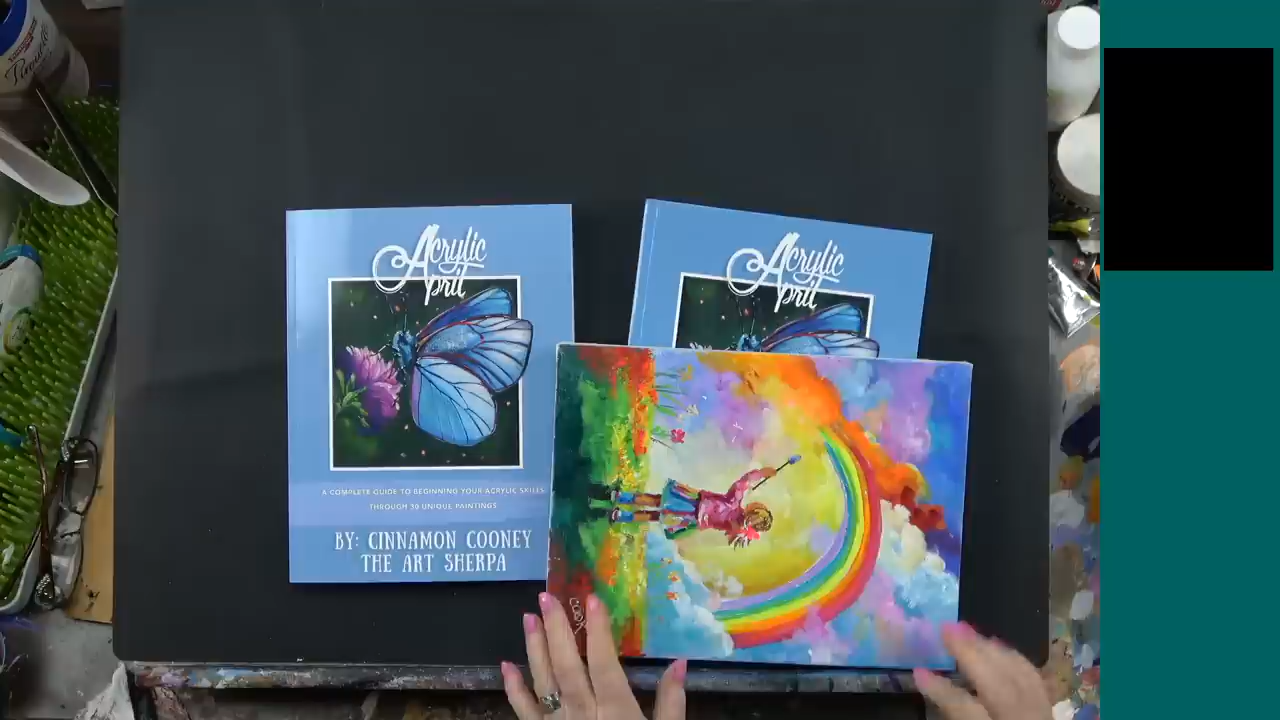 Acrylic
April
A COMPLETE GUIDE TO BEGINNING YOUR ACRYLIC SKILLS
THROUGH 30 UNIQUE PAINTINGS
BY: CINNAMON COONEY
THE ART SHERPA
Acrylic
April